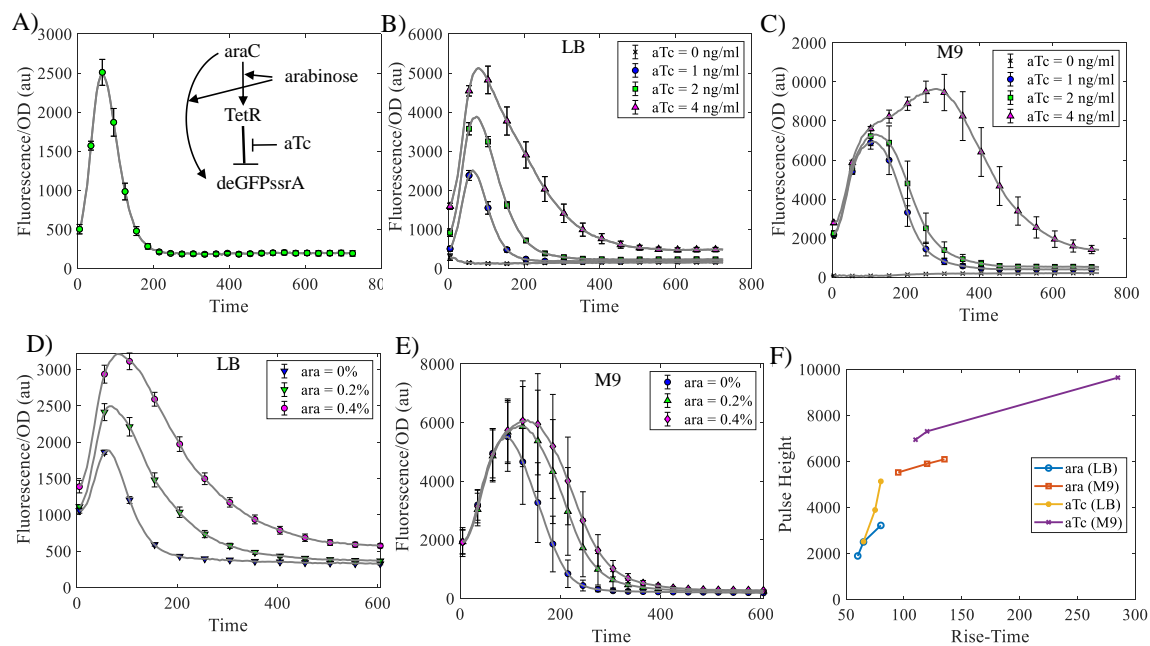 A)
3000
2500
2000
1500
1000
500
0
Fluorescence/OD (au)
araC
arabinose
TetR
aTc
deGFPssrA
0
200
400
600
Time
B)
LB
6000
5000
4000
3000
2000
1000
0
Fluorescence/OD (au)
aTc = 0 ng/ml
aTc = 1 ng/ml
aTc = 2 ng/ml
aTc = 4 ng/ml
0
200
400
600
800
Time
C)
M9
8000
6000
4000
Fluorescence/OD (au)
aTc = 0 ng/ml
aTc = 1 ng/ml
aTc = 2 ng/ml
aTc = 4 ng/ml
0
200
400
600
800
Time
D)
LB
3000
2500
2000
1500
1000
500
0
Fluorescence/OD (au)
ara = 0%
ara = 0.2%
ara = 0.4%
0
200
400
600
Time
E)
M9
8000
6000
4000
2000
0
Fluorescence/OD (au)
ara = 0%
ara = 0.2%
ara = 0.4%
0
200
400
600
Time
F)
10000
8000
6000
4000
2000
0
Pulse Height
ara (LB)
ara (M9)
aTc (LB)
aTc (M9)
50
100
150
200
250
300
Rise-Time